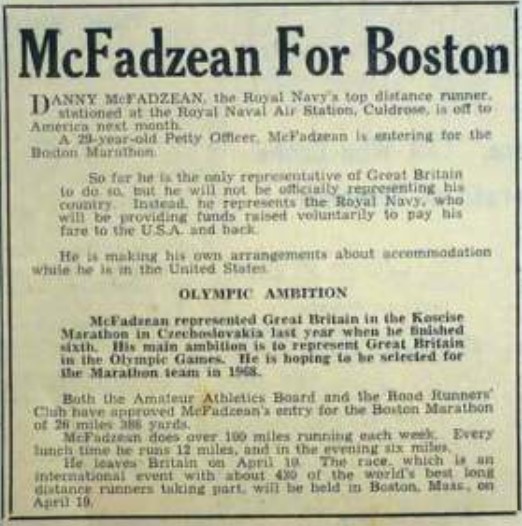 McFadzean For Boston
DANNY McFADZEAN, the Royal Navy's top distance runner,
stationed at the Royal Naval Air Station, Culdrose, is off to
America next month.
A 29-year-old Petty Officer, McFadzean is entering for the
Boston Marathon.
So far he is the only representative of Great Britain
to do so, but he will not be officially representing his
country. Instead, he represents the Royal Navy, who
will be providing funds raised voluntarily to pay his
fare to the U.S.A. and back.
He is making his own arrangements about accommodation
while he is in the United States.
OLYMPIC AMBITION
McFadzean represented Great Britain in the Koscise
Marathon in Czechoslovakia last year when he finished
sixth. His main ambition is to represent Great Britain
in the Olympic Games. He is hoping to be selected for
the Marathon team in 1968.
Both the Amateur Athletics Board and the Road Runners'
Club have approved McFadzean's entry for the Boston Marathon
of 26 miles 386 yards.
McFadzean does over 100 miles running each week. Every
lunch time he runs 12 miles, and in the evening six miles.
He leaves Britain on April 10. The race, which is an
international event with about 420 of the world's best long
distance runners taking part, will be held in Boston, Mass., on
April 19.